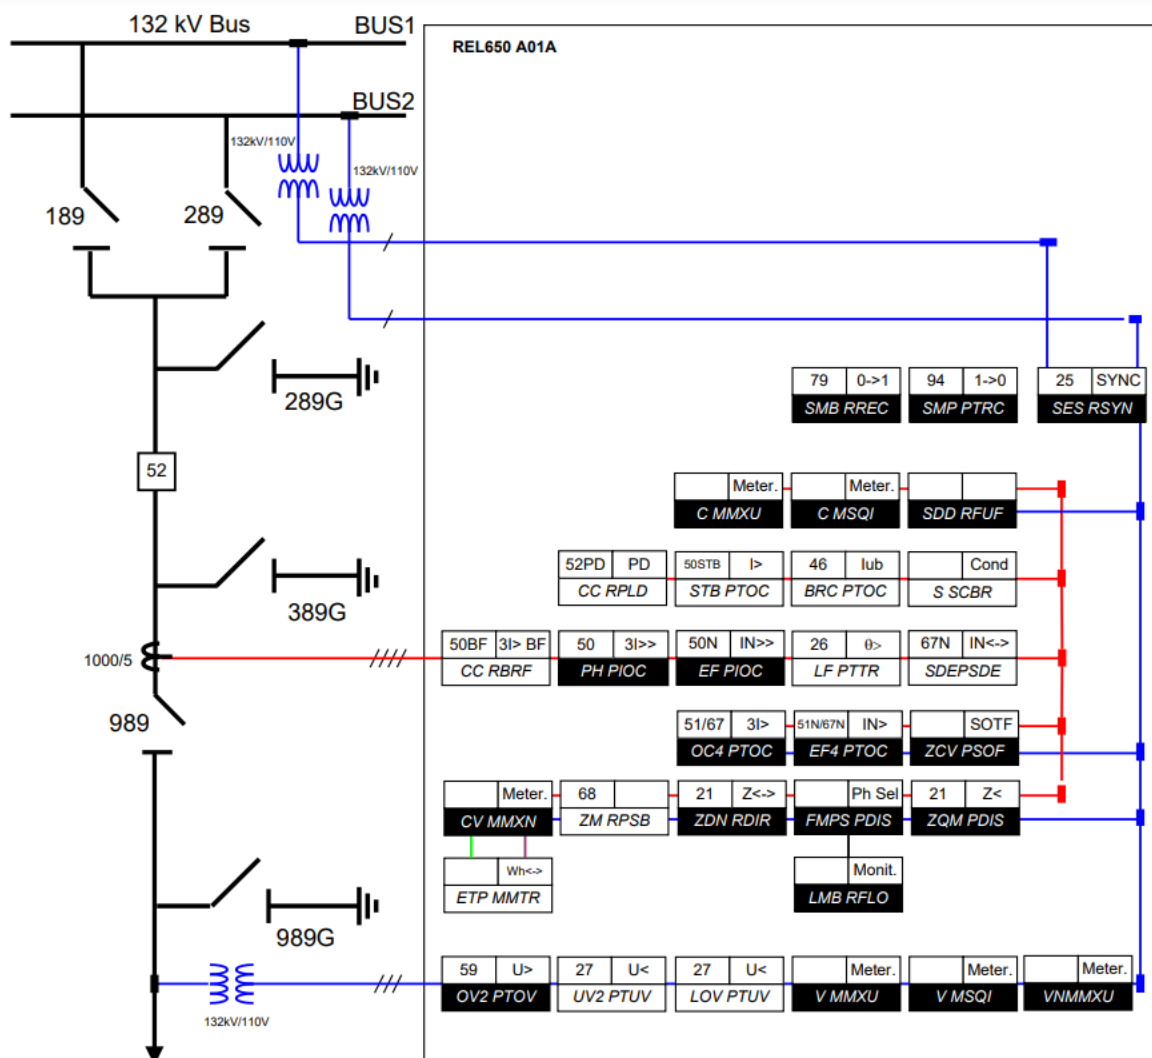 132 kV Bus
BUS1
REL650 A01A
BUS2
132kV/110V
132kV/110V
189
289
289G
79 0->1
SMB RREC
94 1->0
SMP PTRC
25 SYNC
SES RSYN
52
Meter.
C MMXU
Meter.
C MSQI
SDD RFUF
52PD PD
CC RPLD
50STB I>
STB PTOC
46 Iub
BRC PTOC
Cond
S SCBR
389G
1000/5
50BF 3I> BF
CC RBRF
50 3I>>
PH PIOC
50N IN>>
EF PIOC
26 θ>
LF PTTR
67N IN<->
SDEPSDE
989
51/67 3I>
OC4 PTOC
51N/67N IN>
EF4 PTOC
SOTF
ZCV PSOF
Meter.
CV MMXN
68
ZM RPSB
21 Z<->
ZDN RDIR
Ph Sel
FMPS PDIS
21 Z<
ZQM PDIS
Wh<->
ETP MMTR
Monit.
LMB RFLO
989G
59 U>
OV2 PTOV
27 U<
UV2 PTUV
27 U<
LOV PTUV
Meter.
V MMXU
Meter.
V MSQI
Meter.
VNMMXU
132kV/110V